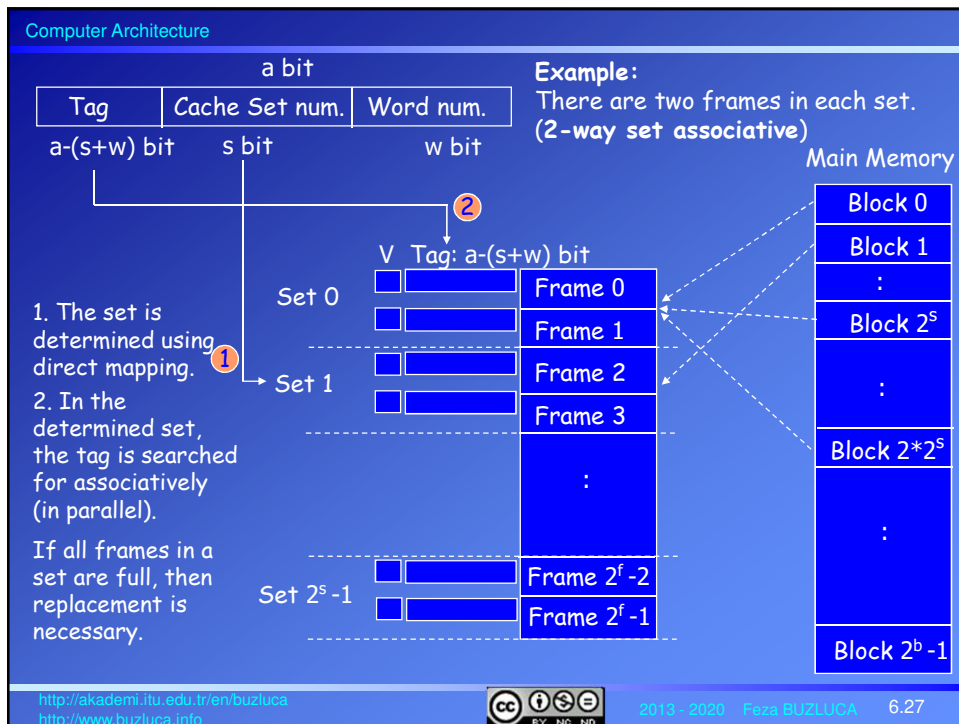 Computer Architecture
a bit
Tag Cache Set num. Word num.
a-(s+w) bit s bit w bit
Example:
There are two frames in each set.
(2-way set associative)
Main Memory
Block 0
Block 1
:
Block 2ˢ
:
Block 2*2ˢ
:
Block 2ᵇ-1
2
V Tag: a-(s+w) bit
Set 0
Frame 0
Frame 1
Set 1
Frame 2
Frame 3
:
Set 2ˢ-1
Frame 2ᶠ-2
Frame 2ᶠ-1
1. The set is
determined using
direct mapping.
1
2. In the
determined set,
the tag is searched
for associatively
(in parallel).
If all frames in a
set are full, then
replacement is
necessary.
http://akademi.itu.edu.tr/en/buzluca
http://www.buzluca.info
cc
BY NC ND
2013 - 2020 Feza BUZLUCA 6.27